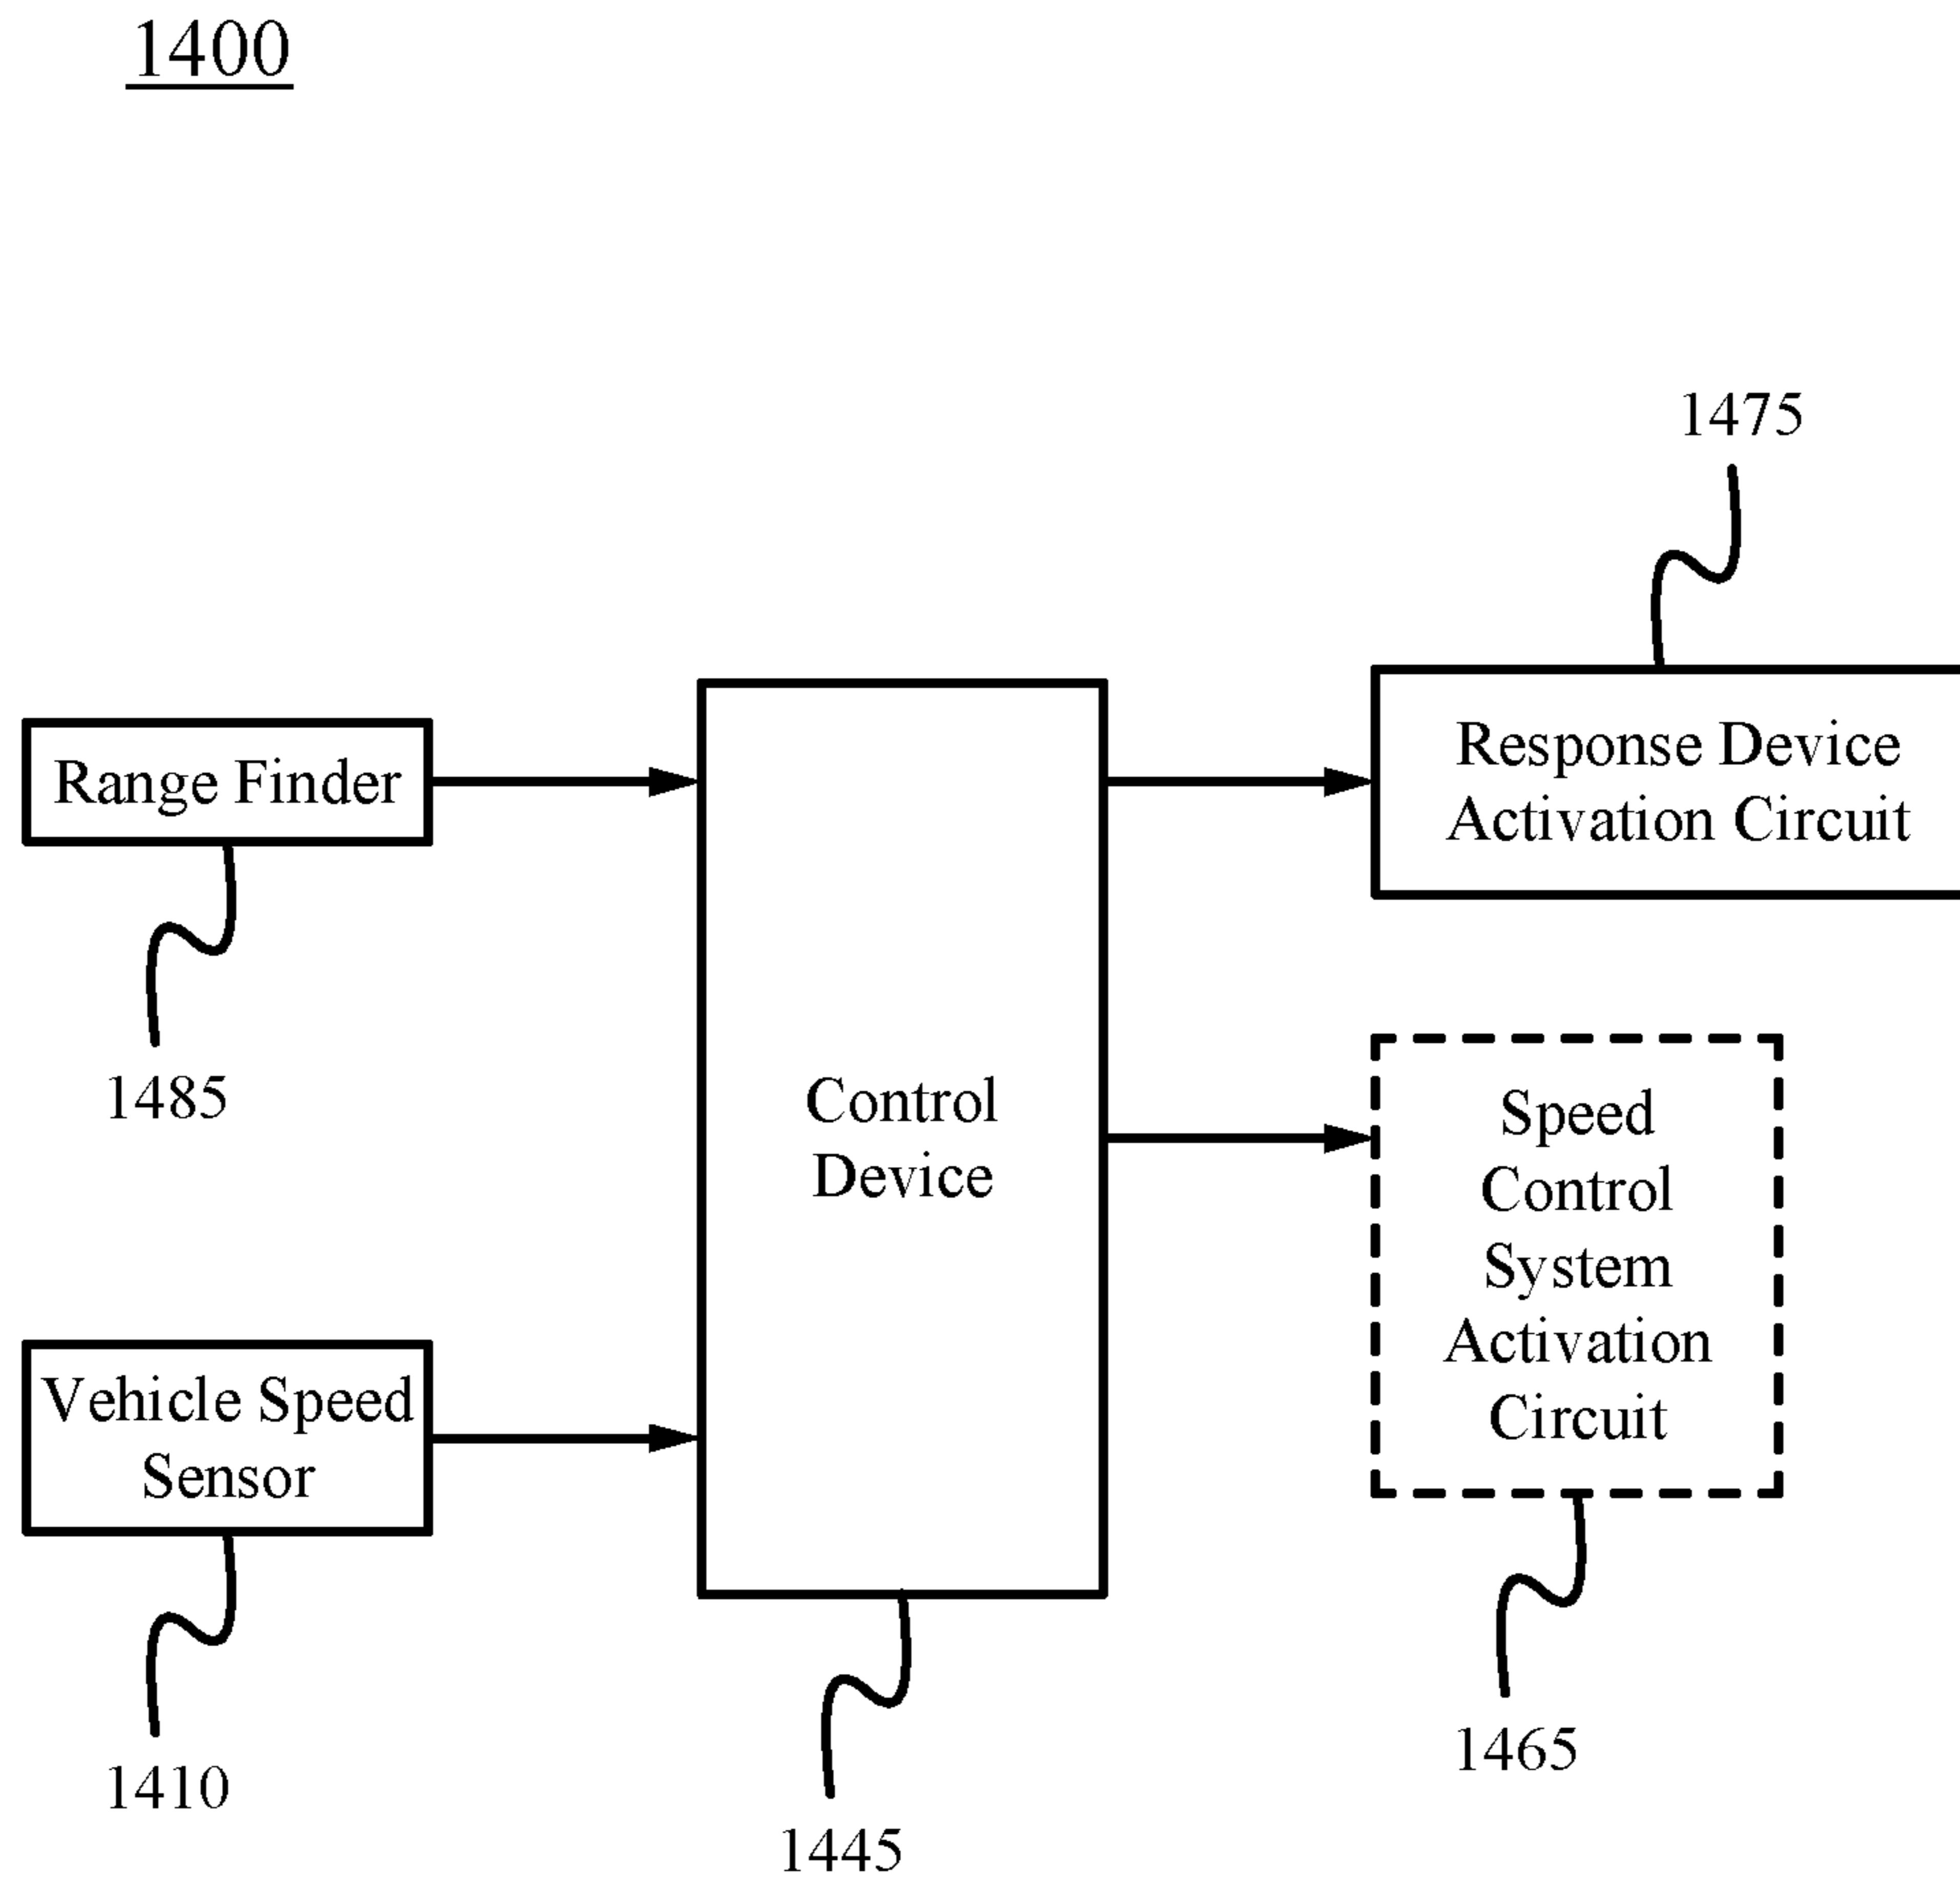 1400
1475
Range Finder
Response Device
Activation Circuit
1485
Control
Device
Speed
Control
System
Activation
Circuit
Vehicle Speed
Sensor
1410
1445
1465